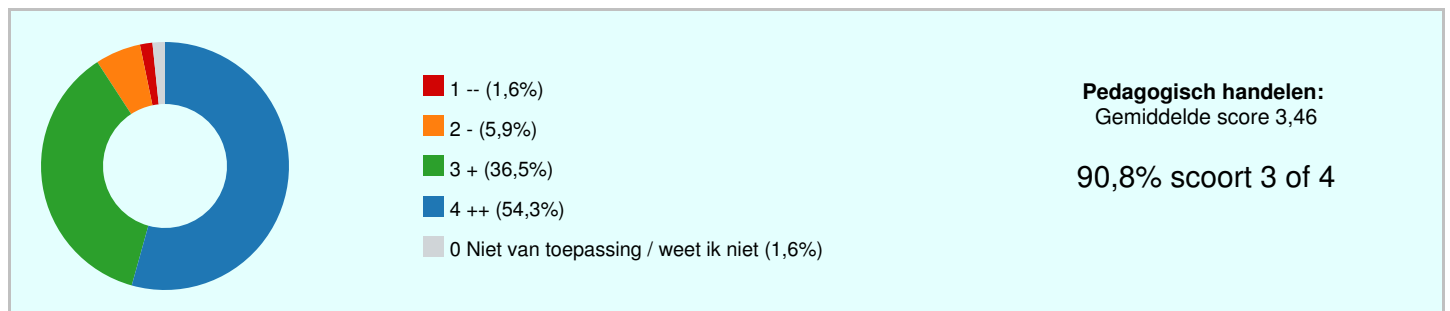 1 -- (1,6%)
2 - (5,9%)
3 + (36,5%)
4 ++ (54,3%)
0 Niet van toepassing / weet ik niet (1,6%)
Pedagogisch handelen:
Gemiddelde score 3,46
90,8% scoort 3 of 4